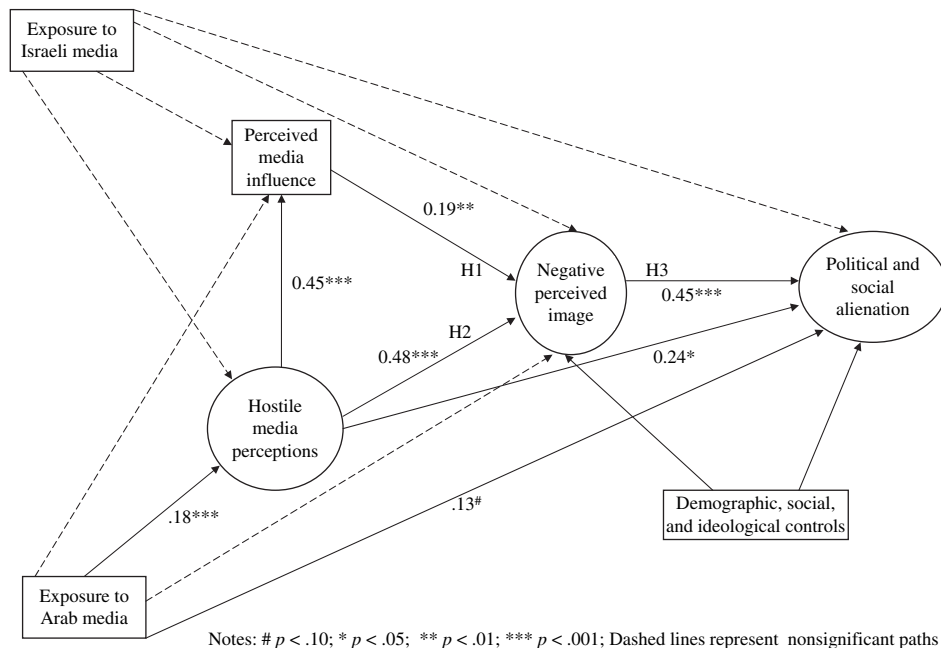 Exposure to
Israeli media
Perceived
media
influence
0.19**
H1
Negative
perceived
image
H3
0.45***
Political and
social
alienation
0.45***
H2
0.48***
0.24*
Hostile
media
perceptions
.18***
.13#
Demographic, social,
and ideological controls
Exposure to
Arab media
Notes: # p < .10; * p < .05; ** p < .01; *** p < .001; Dashed lines represent nonsignificant paths